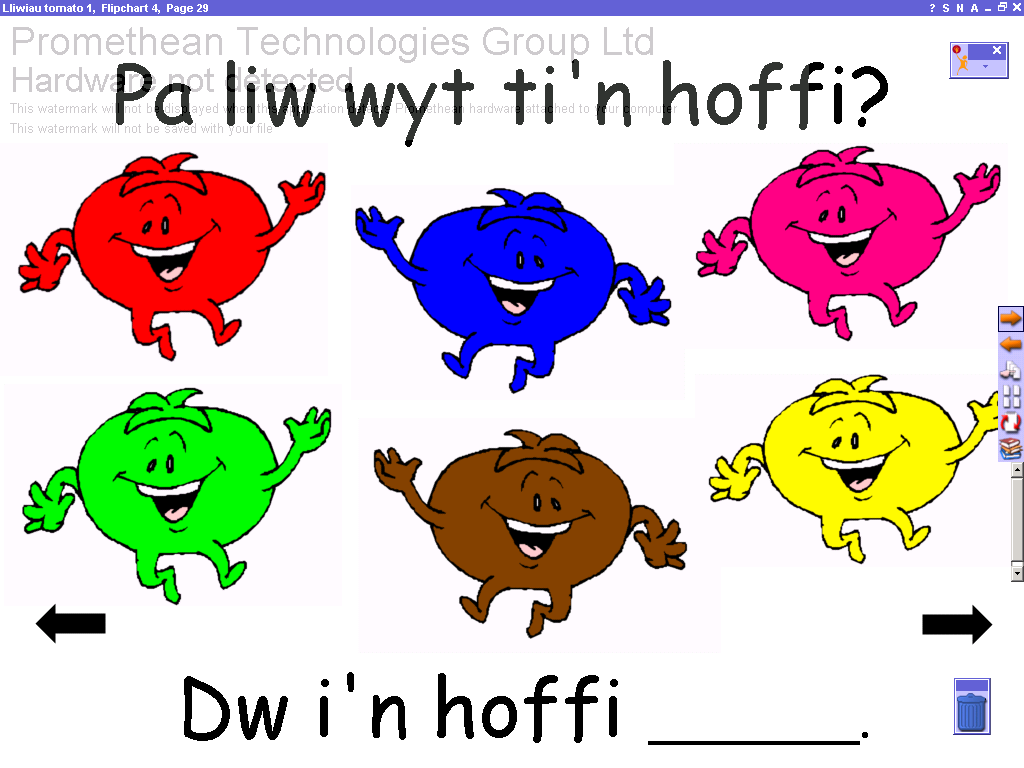 Lliwiau tomato 1, Flipchart 4, Page 29
? S N A
Promethean Technologies Group Ltd
Hardware not detected
This watermark will not be displayed when the application detects Promethean hardware attached to your computer
This watermark will not be saved with your file
Pa liw wyt ti'n hoffi?
Dw i'n hoffi ______.